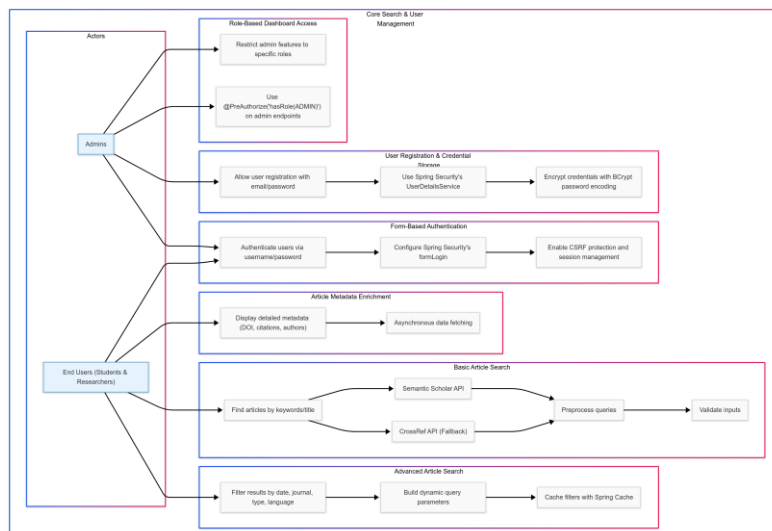 Core Search & User
Management
Role-Based Dashboard Access
Actors
Restrict admin features to
specific roles
Use
@PreAuthorize('hasRole(ADMIN)')
on admin endpoints
Admins
User Registration & Credential
Storage
Allow user registration with
email/password
Use Spring Security's
UserDetailsService
Encrypt credentials with BCrypt
password encoding
Form-Based Authentication
Authenticate users via
username/password
Configure Spring Security's
formLogin
Enable CSRF protection and
session management
Article Metadata Enrichment
Display detailed metadata
(DOI, citations, authors)
Asynchronous data fetching
End Users (Students &
Researchers)
Basic Article Search
Find articles by keywords/title
Semantic Scholar API
CrossRef API (Fallback)
Preprocess queries
Validate inputs
Advanced Article Search
Filter results by date, journal,
type, language
Build dynamic query
parameters
Cache filters with Spring Cache